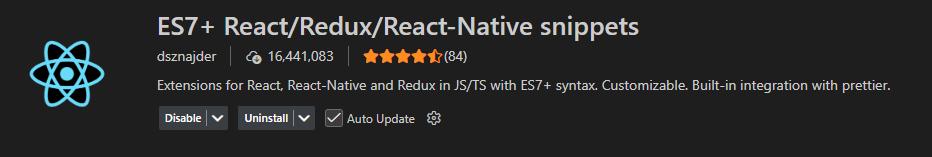 ES7+ React/Redux/React-Native snippets
dsznajder 16,441,083 (84)
Extensions for React, React-Native and Redux in JS/TS with ES7+ syntax. Customizable. Built-in integration with prettier.
Disable Uninstall Auto Update